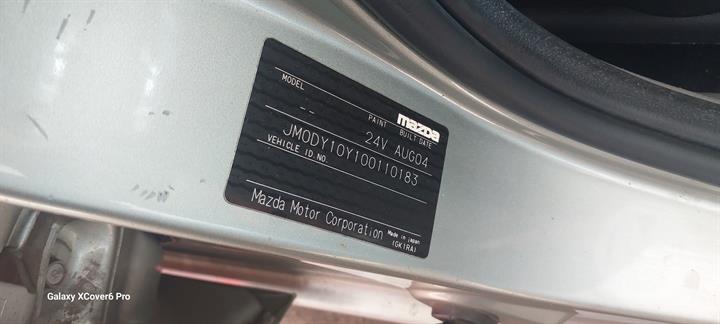 mazda
MODEL PAINT BUILT DATE
-- 24V AUG04
JM0DY10Y100110183
VEHICLE ID.NO.
Mazda Motor Corporation Made in Japan
(GK1RA)
Galaxy XCover6 Pro